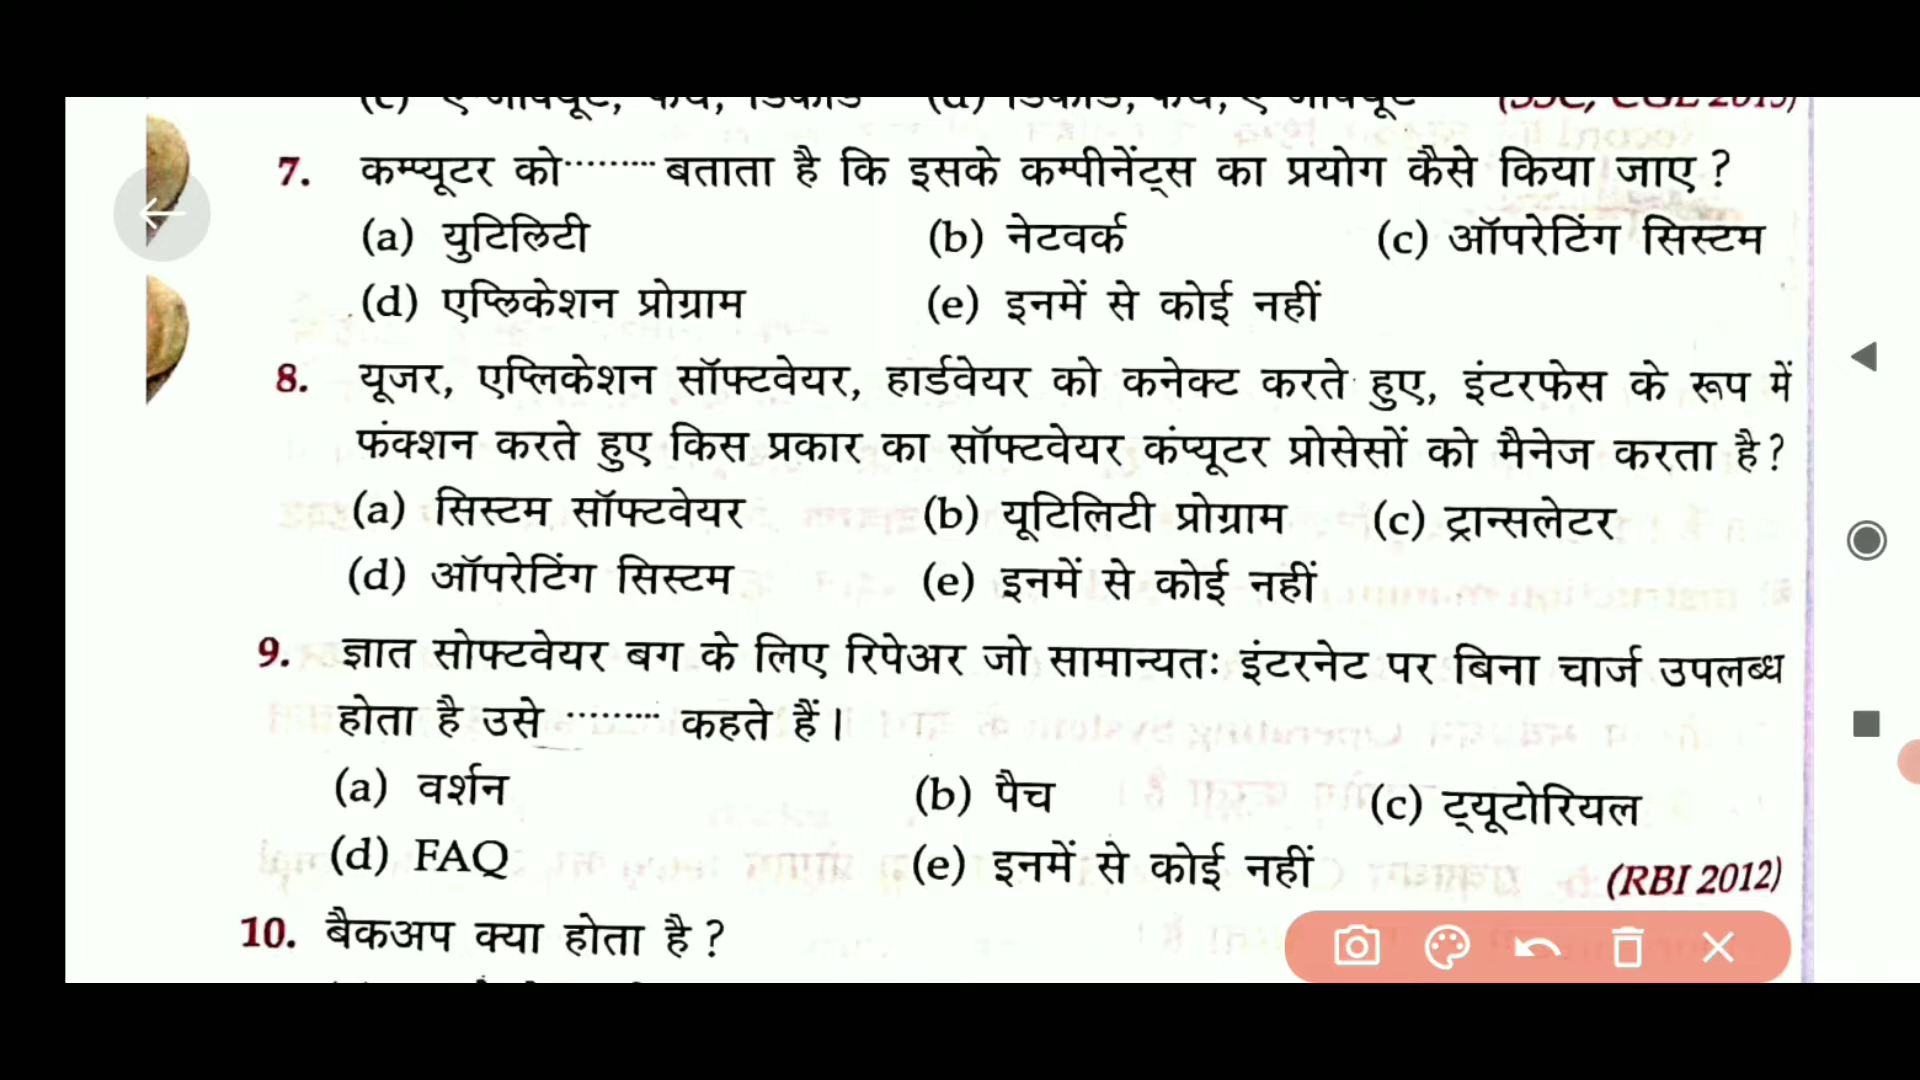 7. कम्प्यूटर को ......... बताता है कि इसके कम्पीनेंट्स का प्रयोग कैसे किया जाए ?
(a) युटिलिटी (b) नेटवर्क (c) ऑपरेटिंग सिस्टम
(d) एप्लिकेशन प्रोग्राम (e) इनमें से कोई नहीं
8. यूजर, एप्लिकेशन सॉफ्टवेयर, हार्डवेयर को कनेक्ट करते हुए, इंटरफेस के रूप में
फंक्शन करते हुए किस प्रकार का सॉफ्टवेयर कंप्यूटर प्रोसेसों को मैनेज करता है ?
(a) सिस्टम सॉफ्टवेयर (b) यूटिलिटी प्रोग्राम (c) ट्रान्सलेटर
(d) ऑपरेटिंग सिस्टम (e) इनमें से कोई नहीं
9. ज्ञात सोफ्टवेयर बग के लिए रिपेअर जो सामान्यतः इंटरनेट पर बिना चार्ज उपलब्ध
होता है उसे ......... कहते हैं।
(a) वर्शन (b) पैच (c) ट्यूटोरियल
(d) FAQ (e) इनमें से कोई नहीं (RBI 2012)
10. बैकअप क्या होता है ?